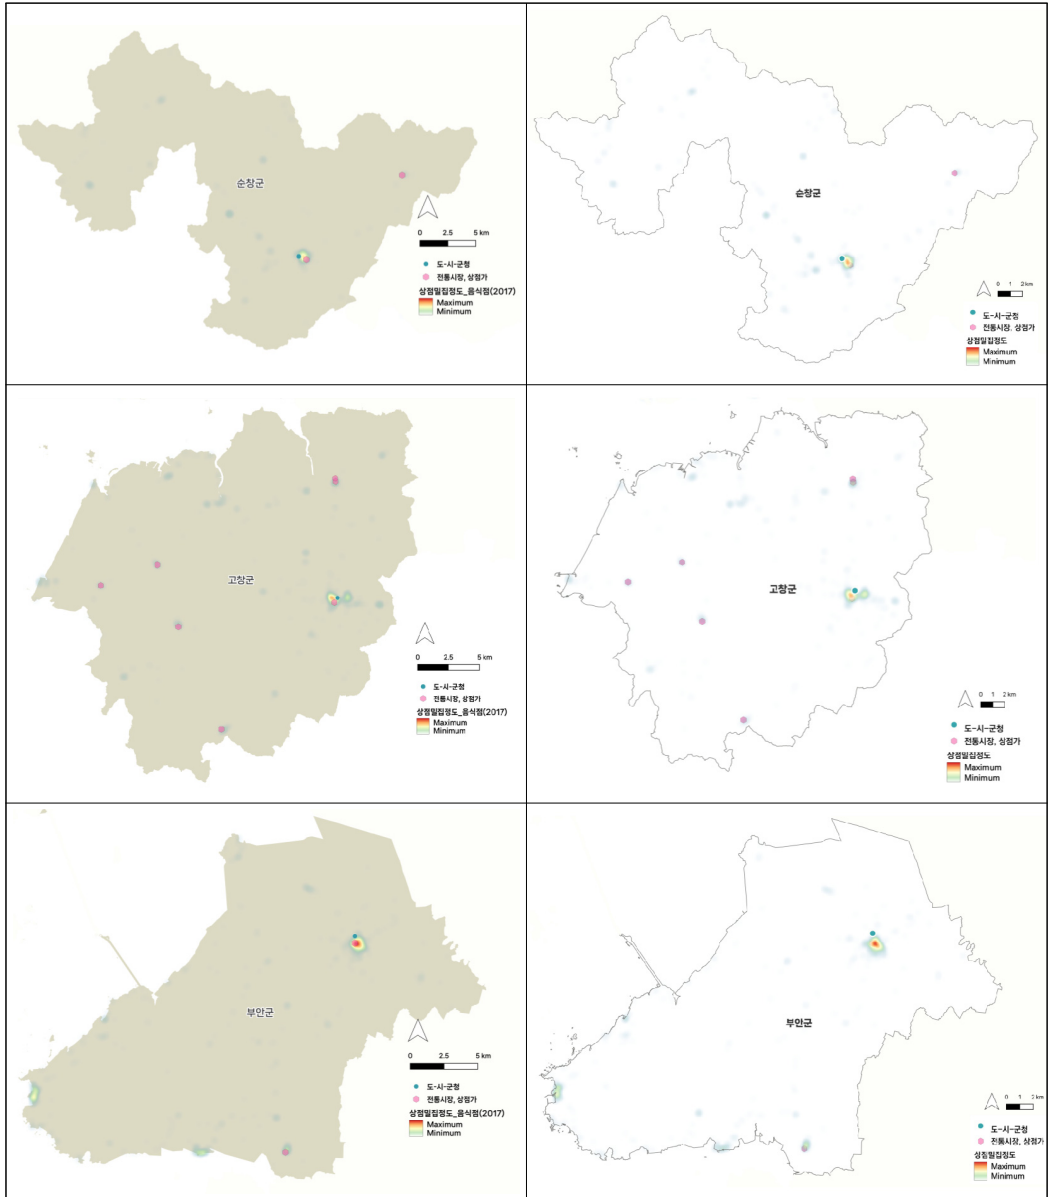 순창군
0 2.5 5 km
도-시-군청
전통시장, 상점가
상점밀집정도_음식점(2017)
Maximum
Minimum
순창군
0 1 2 km
도-시-군청
전통시장, 상점가
상점밀집정도
Maximum
Minimum
고창군
0 2.5 5 km
도-시-군청
전통시장, 상점가
상점밀집정도_음식점(2017)
Maximum
Minimum
고창군
0 1 2 km
도-시-군청
전통시장, 상점가
상점밀집정도
Maximum
Minimum
부안군
0 2.5 5 km
도-시-군청
전통시장, 상점가
상점밀집정도_음식점(2017)
Maximum
Minimum
부안군
0 1 2 km
도-시-군청
전통시장, 상점가
상점밀집정도
Maximum
Minimum